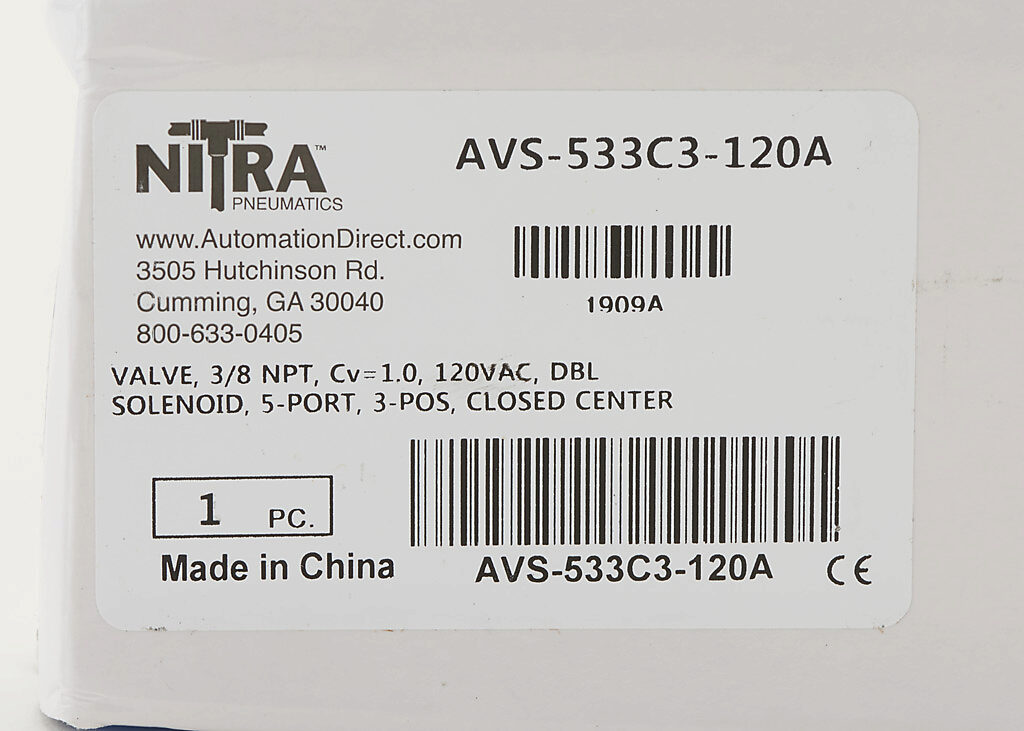 NITRA™
PNEUMATICS
AVS-533C3-120A
www.AutomationDirect.com
3505 Hutchinson Rd.
Cumming, GA 30040
800-633-0405
1909A
VALVE, 3/8 NPT, Cv=1.0, 120VAC, DBL
SOLENOID, 5-PORT, 3-POS, CLOSED CENTER
1 PC.
Made in China
AVS-533C3-120A
CE